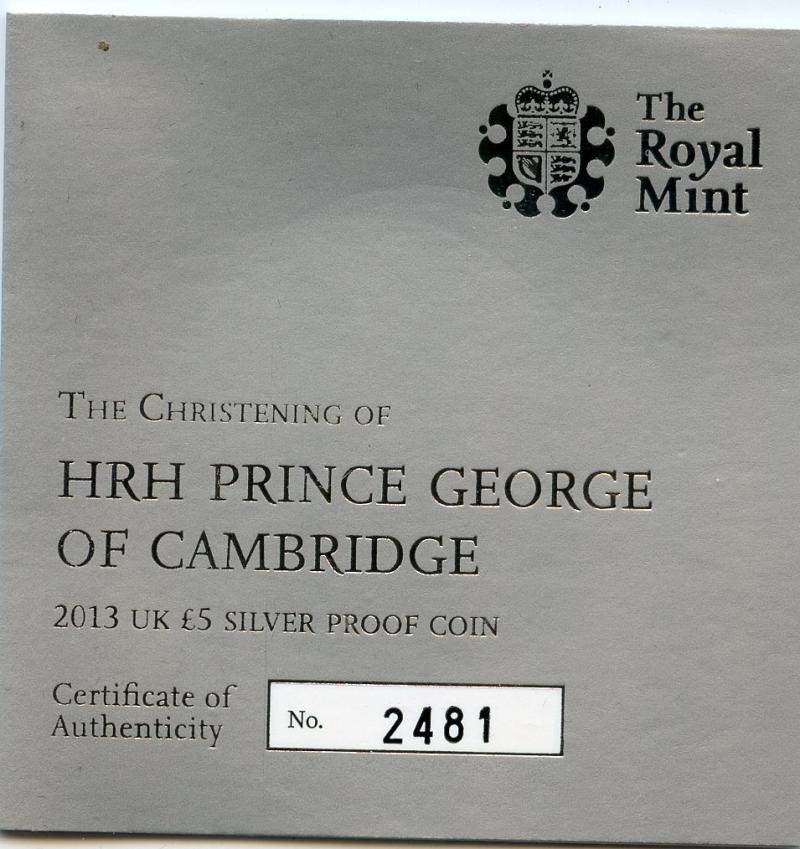 The
Royal
Mint
THE CHRISTENING OF
HRH PRINCE GEORGE
OF CAMBRIDGE
2013 UK £5 SILVER PROOF COIN
Certificate of
Authenticity
No. 2481